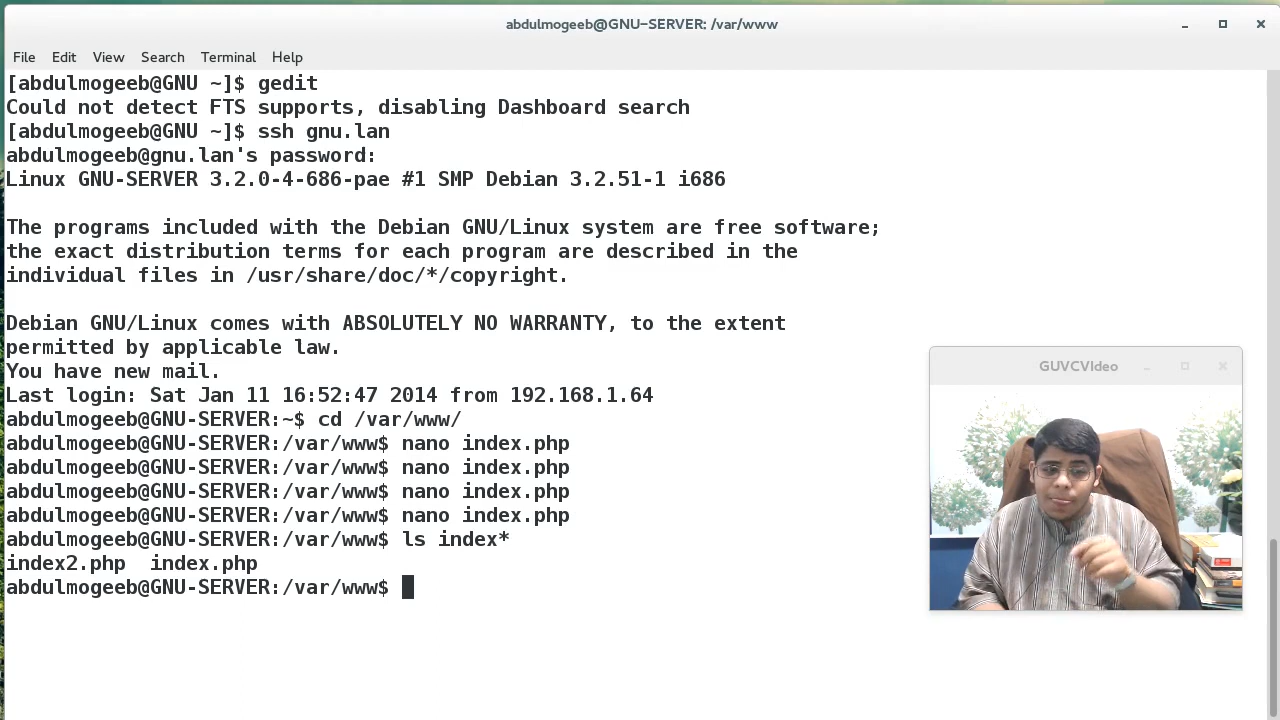 abdulmogeeb@GNU-SERVER: /var/www
File Edit View Search Terminal Help
[abdulmogeeb@GNU ~]$ gedit
Could not detect FTS supports, disabling Dashboard search
[abdulmogeeb@GNU ~]$ ssh gnu.lan
abdulmogeeb@gnu.lan's password:
Linux GNU-SERVER 3.2.0-4-686-pae #1 SMP Debian 3.2.51-1 i686
The programs included with the Debian GNU/Linux system are free software;
the exact distribution terms for each program are described in the
individual files in /usr/share/doc/*/copyright.
Debian GNU/Linux comes with ABSOLUTELY NO WARRANTY, to the extent
permitted by applicable law.
You have new mail.
Last login: Sat Jan 11 16:52:47 2014 from 192.168.1.64
abdulmogeeb@GNU-SERVER:~$ cd /var/www/
abdulmogeeb@GNU-SERVER:/var/www$ nano index.php
abdulmogeeb@GNU-SERVER:/var/www$ nano index.php
abdulmogeeb@GNU-SERVER:/var/www$ nano index.php
abdulmogeeb@GNU-SERVER:/var/www$ nano index.php
abdulmogeeb@GNU-SERVER:/var/www$ ls index*
index2.php  index.php
abdulmogeeb@GNU-SERVER:/var/www$
GUVCVIdeo